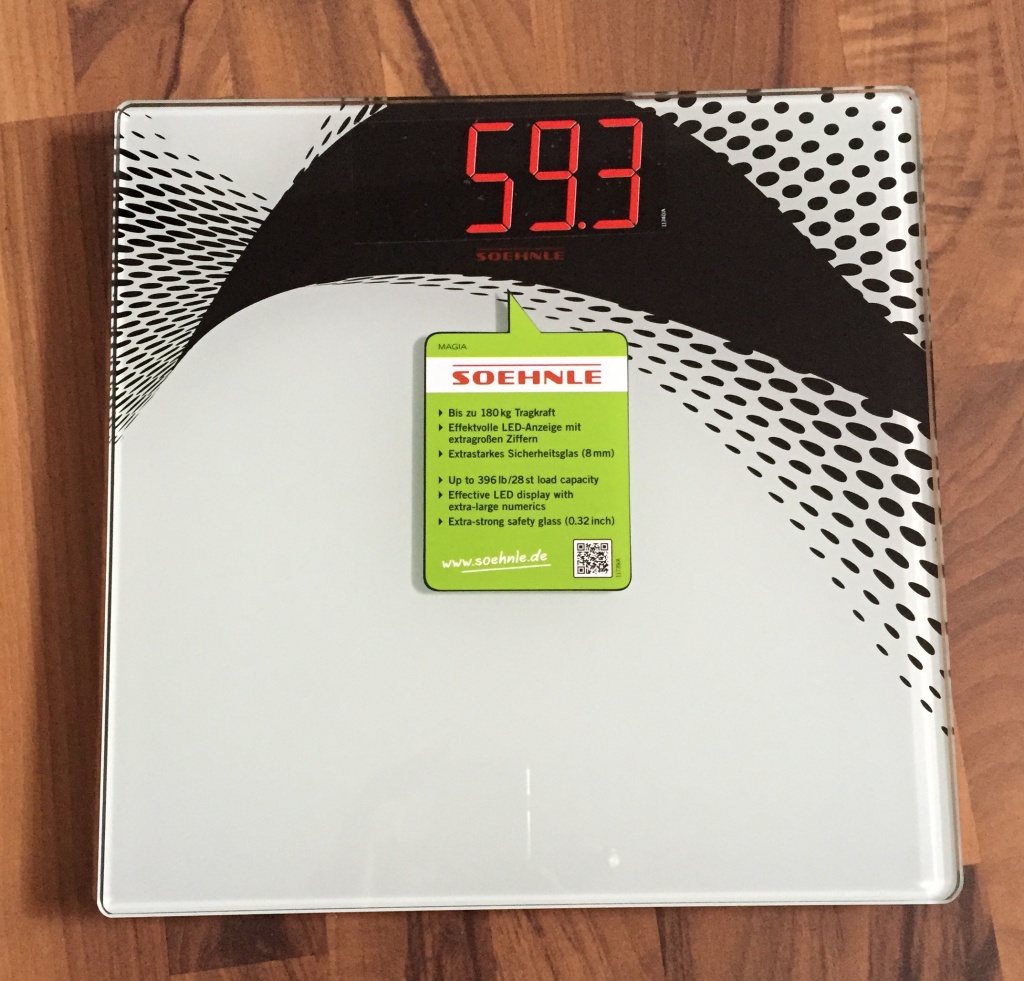 59.3
SOEHNLE
MAGIA
SOEHNLE
Bis zu 180 kg Tragkraft
Effektvolle LED-Anzeige mit
extragroßen Ziffern
Extrastarkes Sicherheitsglas (8 mm)
Up to 396 lb/28 st load capacity
Effective LED display with
extra-large numerics
Extra-strong safety glass (0,32 inch)
www.soehnle.de